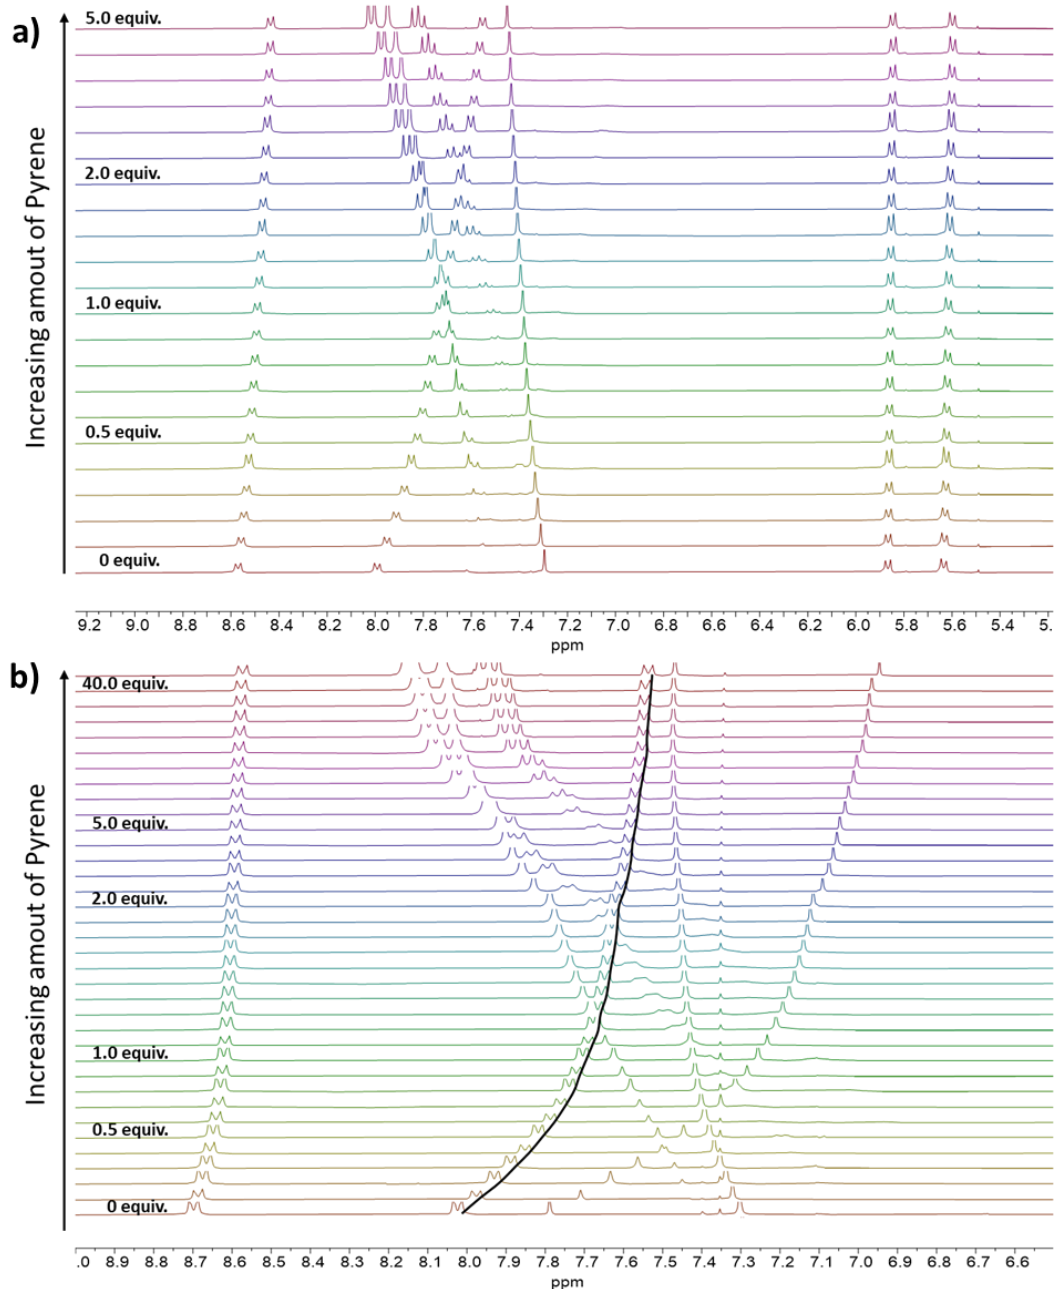 a)
Increasing amout of Pyrene
5.0 equiv.
2.0 equiv.
1.0 equiv.
0.5 equiv.
0 equiv.
9.2 9.0 8.8 8.6 8.4 8.2 8.0 7.8 7.6 7.4 7.2 7.0 6.8 6.6 6.4 6.2 6.0 5.8 5.6 5.4 5.2 5.
ppm
b)
Increasing amout of Pyrene
40.0 equiv.
5.0 equiv.
2.0 equiv.
1.0 equiv.
0.5 equiv.
0 equiv.
.0 8.9 8.8 8.7 8.6 8.5 8.4 8.3 8.2 8.1 8.0 7.9 7.8 7.7 7.6 7.5 7.4 7.3 7.2 7.1 7.0 6.9 6.8 6.7 6.6
ppm